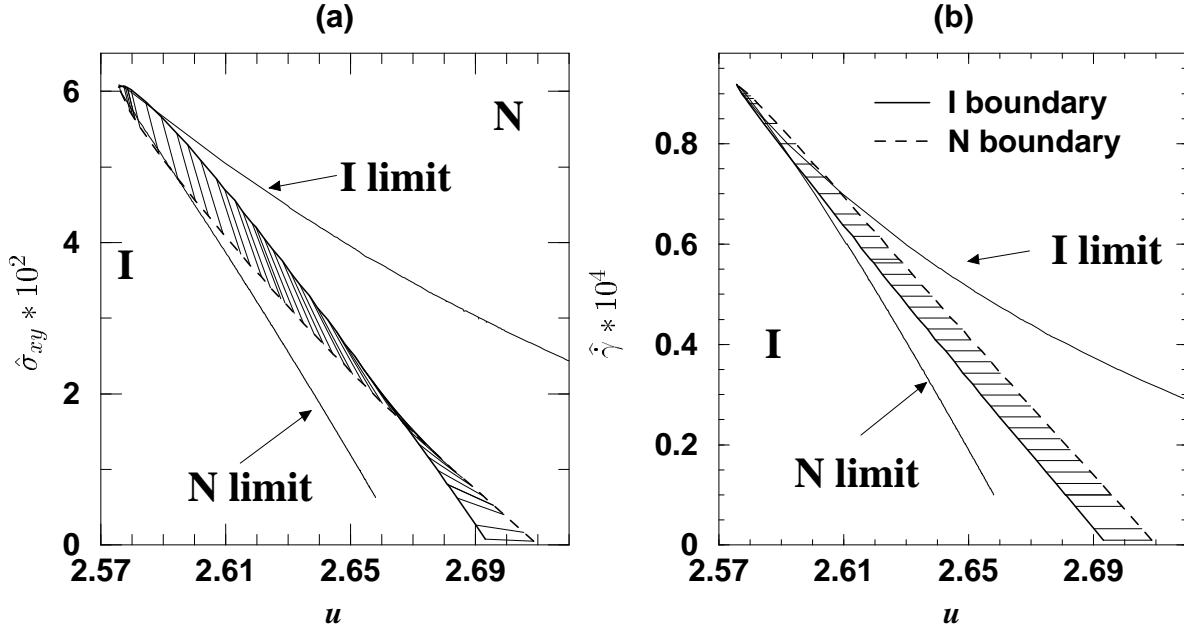 (a)
6
4
2
0
2.57
2.61
2.65
2.69
u
σ̂xy ∗ 10²
N
I limit
I
N limit
(b)
0.8
0.6
0.4
0.2
0
2.57
2.61
2.65
2.69
u
γ̇̂ ∗ 10⁴
I boundary
N boundary
I limit
I
N limit